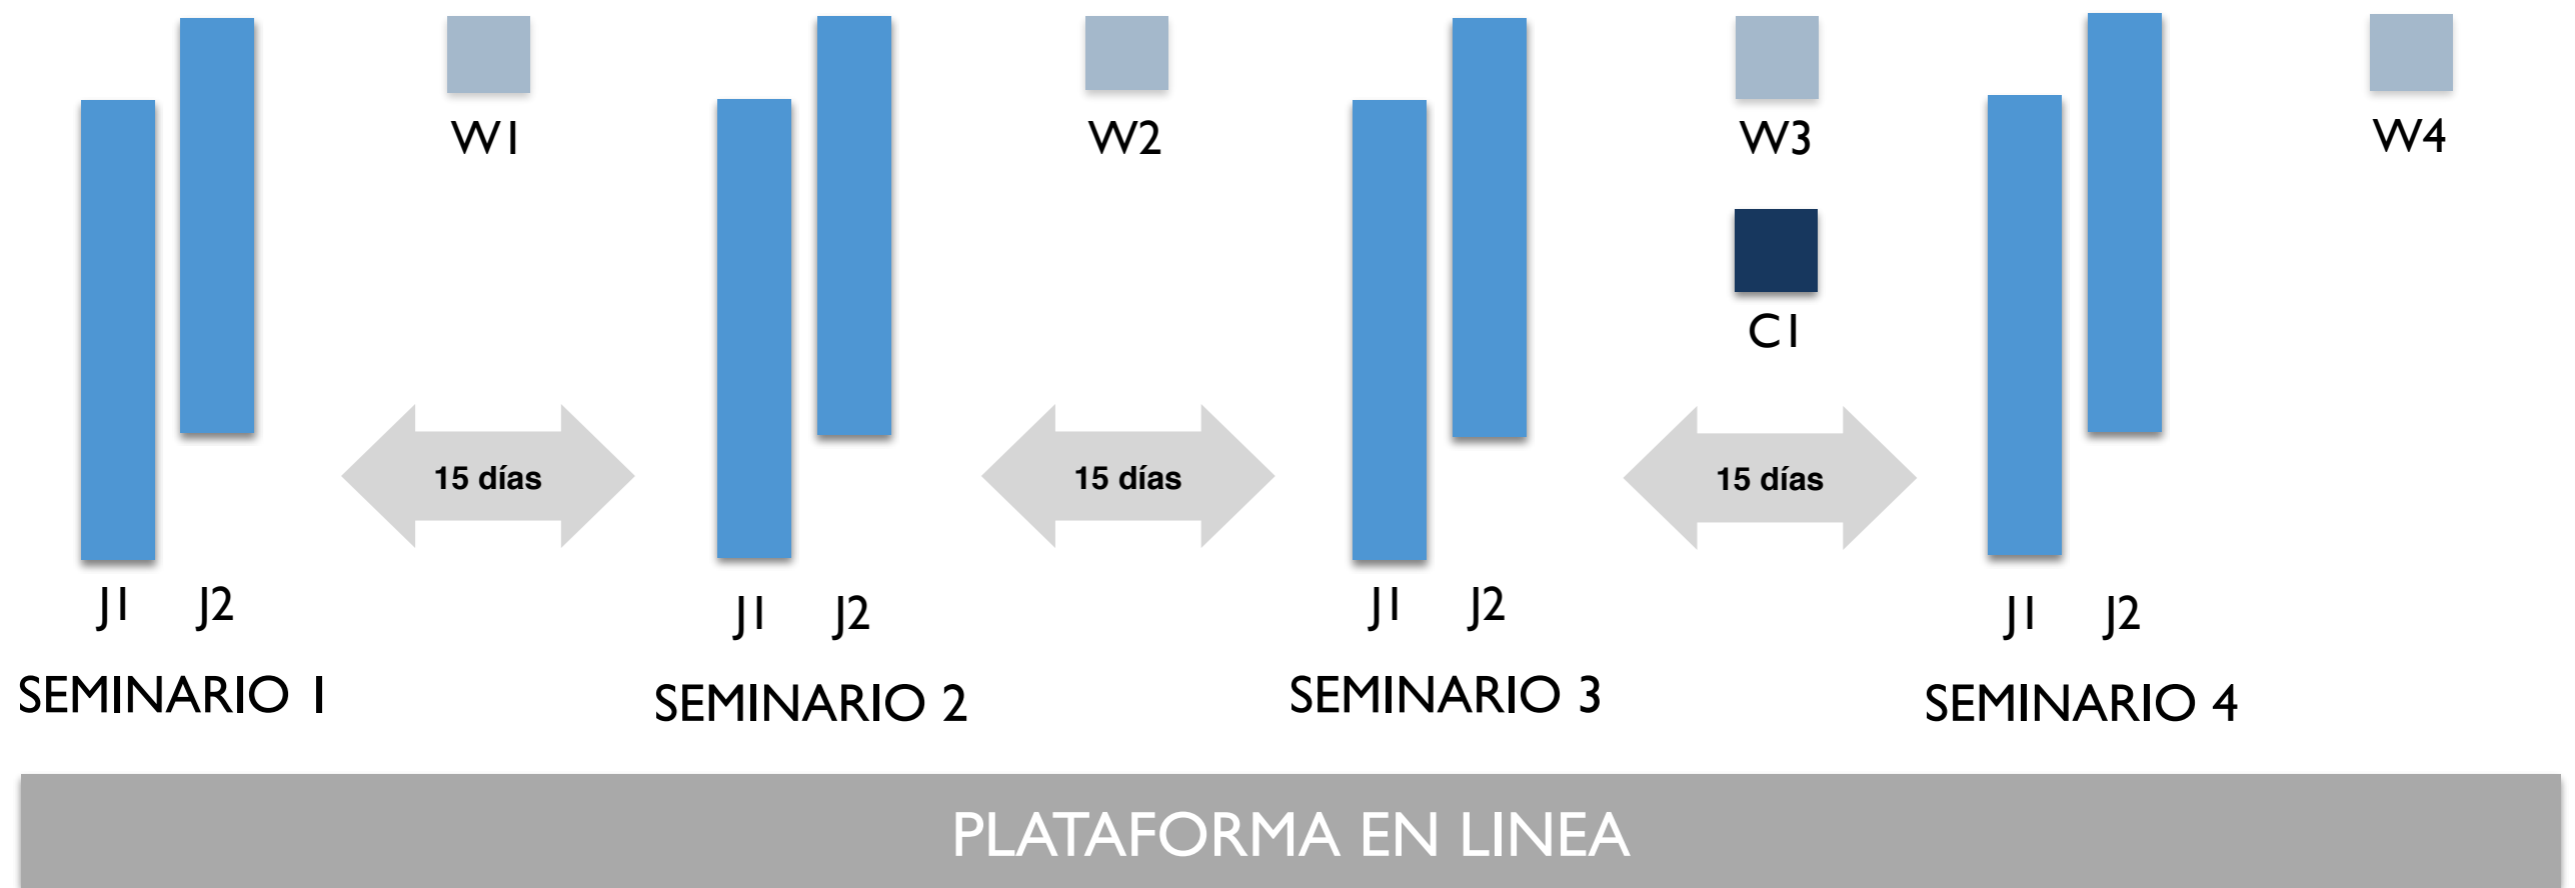 W1
W2
W3
W4
C1
15 días
15 días
15 días
J1 J2
J1 J2
J1 J2
J1 J2
SEMINARIO 1
SEMINARIO 2
SEMINARIO 3
SEMINARIO 4
PLATAFORMA EN LINEA